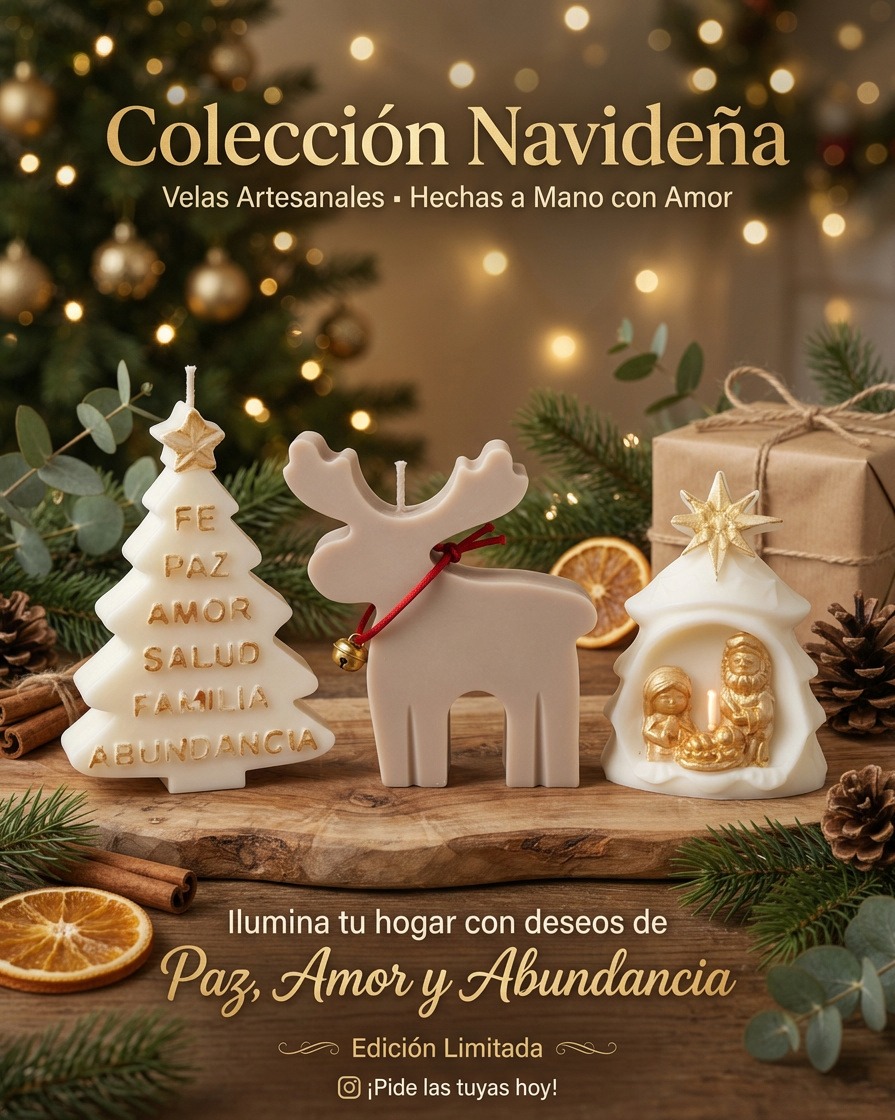 Colección Navideña
Velas Artesanales ▪ Hechas a Mano con Amor
FE
PAZ
AMOR
SALUD
FAMILIA
ABUNDANCIA
Ilumina tu hogar con deseos de
Paz, Amor y Abundancia
Edición Limitada
¡Pide las tuyas hoy!